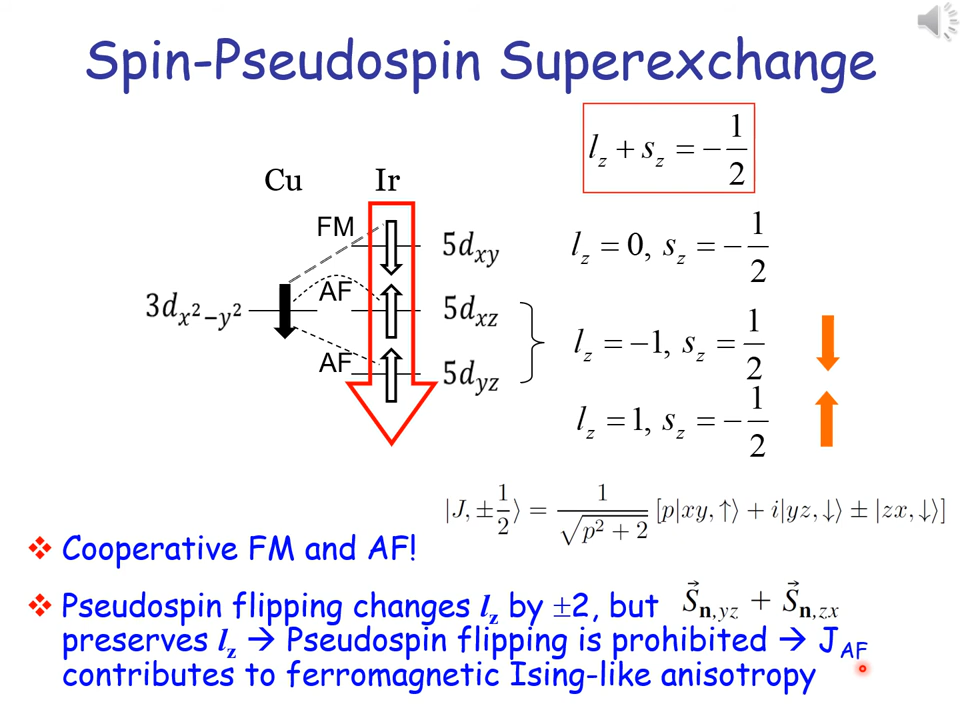 Spin-Pseudospin Superexchange
l_z + s_z = -1/2
Cu Ir
FM
5d_xy
l_z = 0, s_z = -1/2
3d_x²−y²
AF
5d_xz
l_z = -1, s_z = 1/2
AF
5d_yz
l_z = 1, s_z = -1/2
|J, ±1/2⟩ = 1/√(p²+2) [p|xy, ↑⟩ + i|yz, ↓⟩ ± |zx, ↓⟩]
❖ Cooperative FM and AF!
❖ Pseudospin flipping changes l_z by ±2, but S⃗_n,yz + S⃗_n,zx
preserves l_z → Pseudospin flipping is prohibited → J_AF
contributes to ferromagnetic Ising-like anisotropy